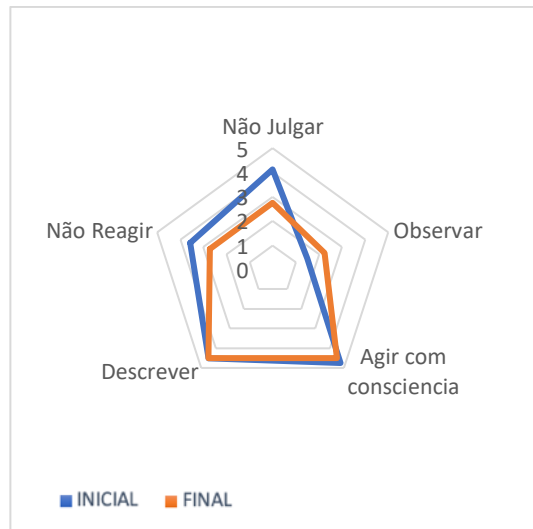 Não Julgar
5
4
3
2
1
0
Não Reagir
Observar
Descrever
Agir com
consciencia
INICIAL
FINAL